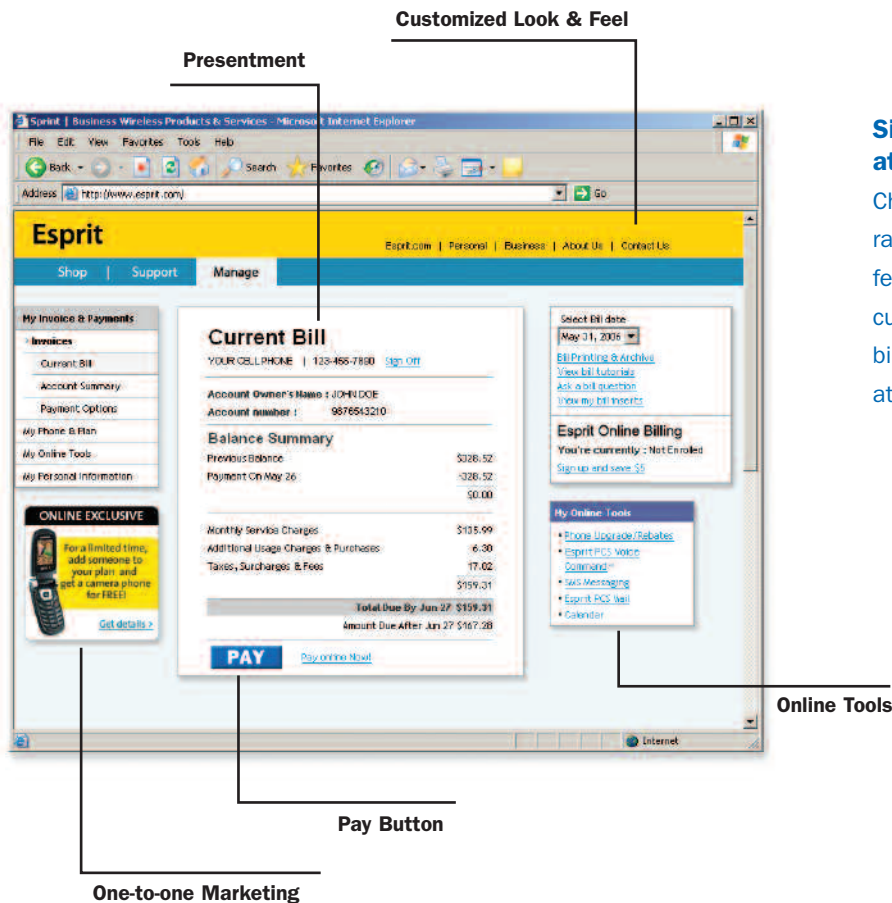 Customized Look & Feel
Presentment
Sprint | Business Wireless Products & Services - Microsoft Internet Explorer
File Edit View Favorites Tools Help
Back Search Favorites
Address http://www.esprit.com/ Go
Esprit
Esprit.com | Personal | Business | About Us | Contact Us
Shop | Support Manage
My Invoice & Payments
Invoices
Current Bill
Account Summary
Payment Options
My Phone & Plan
My Online Tools
My Personal Information
ONLINE EXCLUSIVE
For a limited time,
add someone to
your plan and
get a camera phone
for FREE!
Get details >
Current Bill
YOUR CELL PHONE | 123-456-7890 Sign Off
Account Owner's Name : JOHN DOE
Account number : 9876543210
Balance Summary
Previous Balance $328.52
Payment On May 26 -328.52
$0.00
Monthly Service Charges $135.99
Additional Usage Charges & Purchases 6.30
Taxes, Surcharges & Fees 17.02
$159.31
Total Due By Jun 27 $159.31
Amount Due After Jun 27 $167.28
PAY Pay online Now!
Select Bill date
May 31, 2006
Bill Printing & Archive
View bill tutorials
Ask a bill question
View my bill inserts
Esprit Online Billing
You're currently : Not Enrolled
Sign up and save $5
My Online Tools
• Phone Upgrade/Rebates
• Esprit PCS Voice
Command
• SMS Messaging
• Esprit PCS Mail
• Calendar
Internet
Online Tools
Pay Button
One-to-one Marketing
Si
at
Ch
ra
fe
cu
bi
at